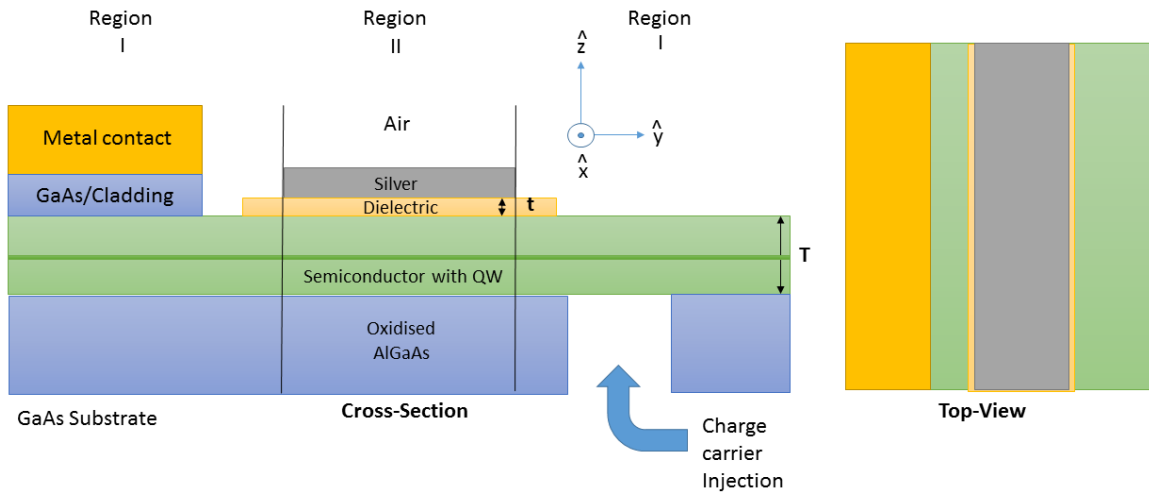 Region
I
Region
II
Region
I
Metal contact
GaAs/Cladding
Air
Silver
Dielectric
t
^
z
^
y
^
x
T
Semiconductor with QW
Oxidised
AlGaAs
GaAs Substrate
Cross-Section
Charge
carrier
Injection
Top-View